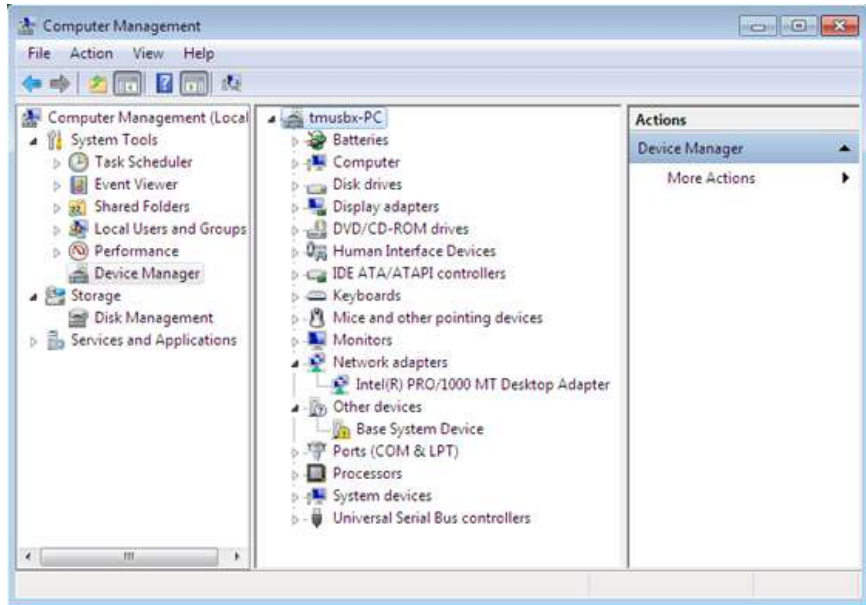 Computer Management
File Action View Help
Computer Management (Local
System Tools
Task Scheduler
Event Viewer
Shared Folders
Local Users and Groups
Performance
Device Manager
Storage
Disk Management
Services and Applications
tmusbx-PC
Batteries
Computer
Disk drives
Display adapters
DVD/CD-ROM drives
Human Interface Devices
IDE ATA/ATAPI controllers
Keyboards
Mice and other pointing devices
Monitors
Network adapters
Intel(R) PRO/1000 MT Desktop Adapter
Other devices
Base System Device
Ports (COM & LPT)
Processors
System devices
Universal Serial Bus controllers
Actions
Device Manager
More Actions